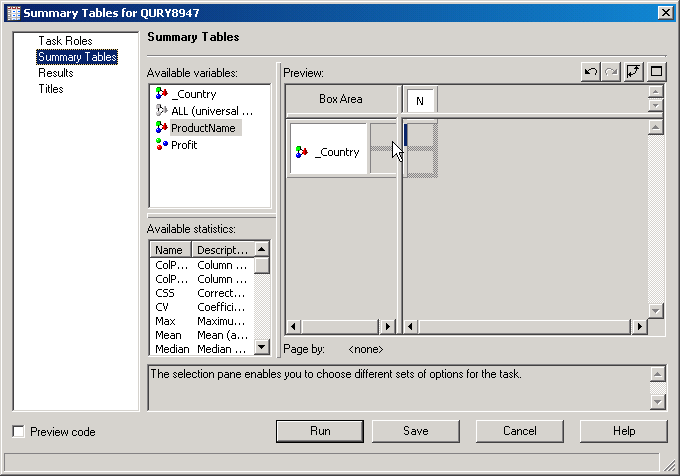 Summary Tables for QURY8947
Task Roles
Summary Tables
Results
Titles
Summary Tables
Available variables:
_Country
ALL (universal ...
ProductName
Profit
Preview:
Box Area
N
_Country
Available statistics:
Name Descript...
ColP... Column ...
ColP... Column ...
CSS Correct...
CV Coeffici...
Max Maximu...
Mean Mean (a...
Median Median ...
Page by: <none>
The selection pane enables you to choose different sets of options for the task.
Preview code
Run Save Cancel Help